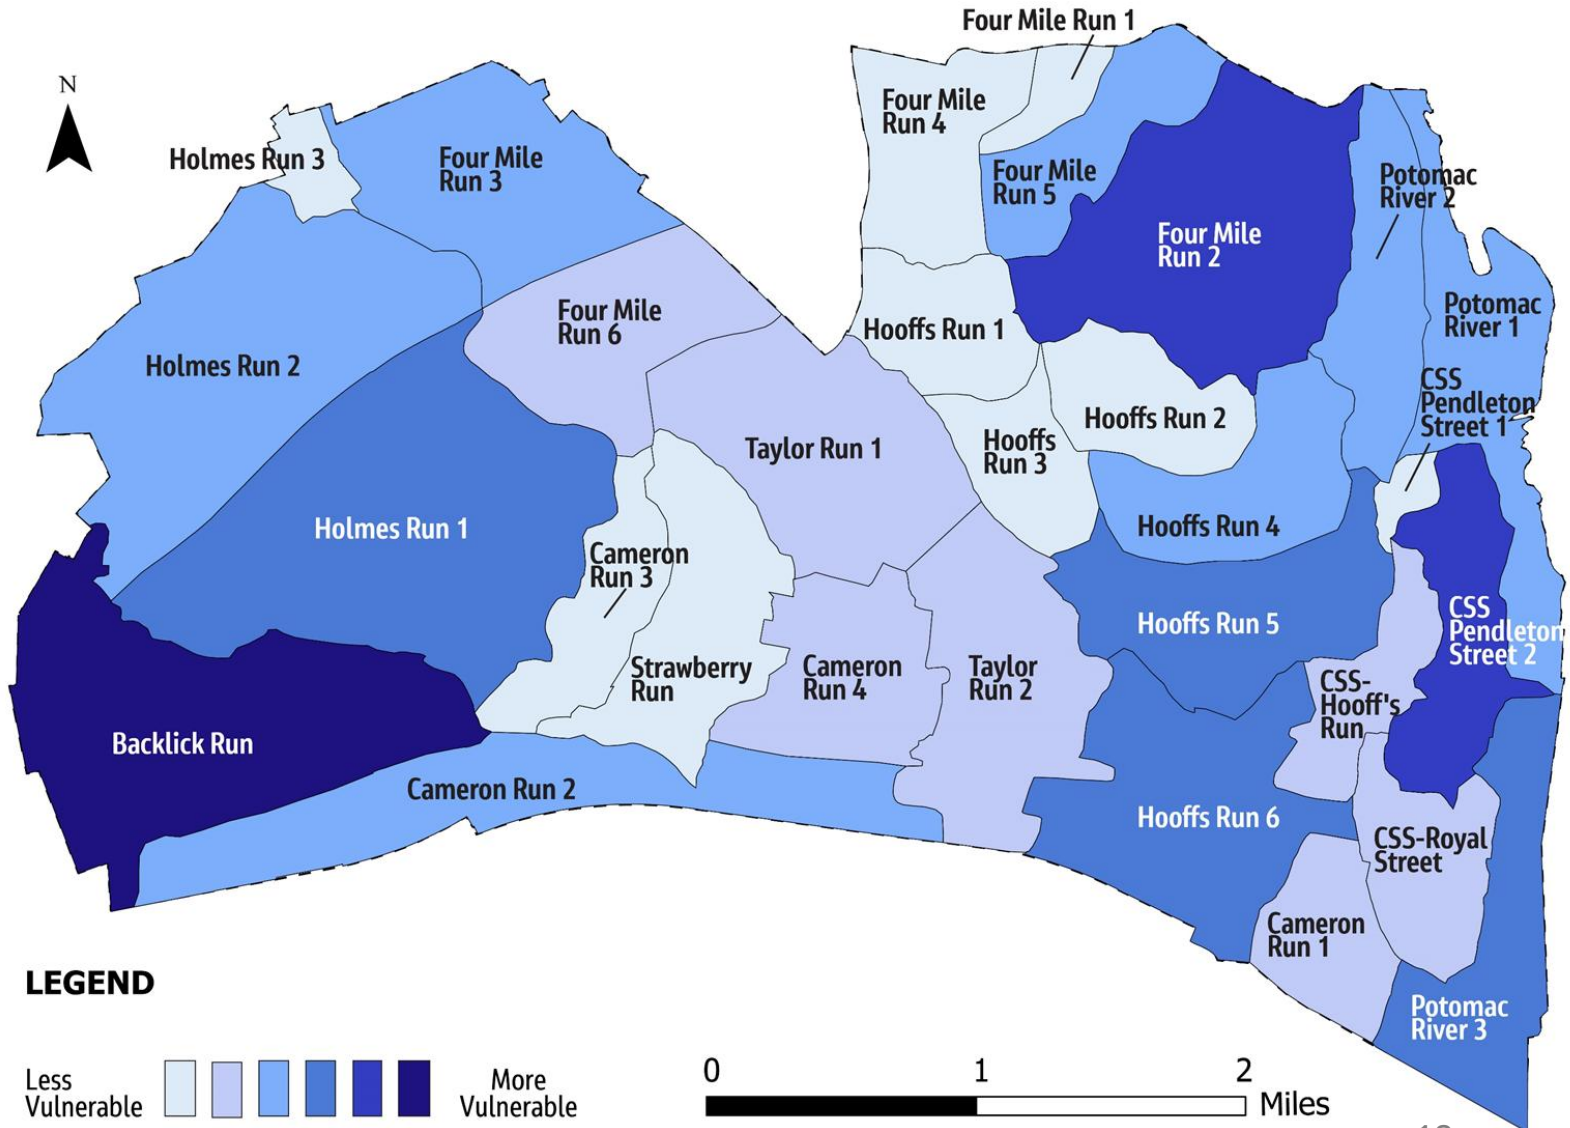 Four Mile Run 1
N
Four Mile
Run 4
Holmes Run 3
Four Mile
Run 3
Four Mile
Run 5
Potomac
River 2
Four Mile
Run 2
Potomac
River 1
Four Mile
Run 6
Hooffs Run 1
Holmes Run 2
CSS
Pendleton
Street 1
Hooffs Run 2
Taylor Run 1
Hooffs
Run 3
Holmes Run 1
Hooffs Run 4
Cameron
Run 3
Hooffs Run 5
CSS
Pendleton
Street 2
Strawberry
Run
Cameron
Run 4
Taylor
Run 2
CSS-
Hooff's
Run
Backlick Run
Cameron Run 2
Hooffs Run 6
CSS-Royal
Street
Cameron
Run 1
Potomac
River 3
LEGEND
Less
Vulnerable
More
Vulnerable
0 1 2
Miles